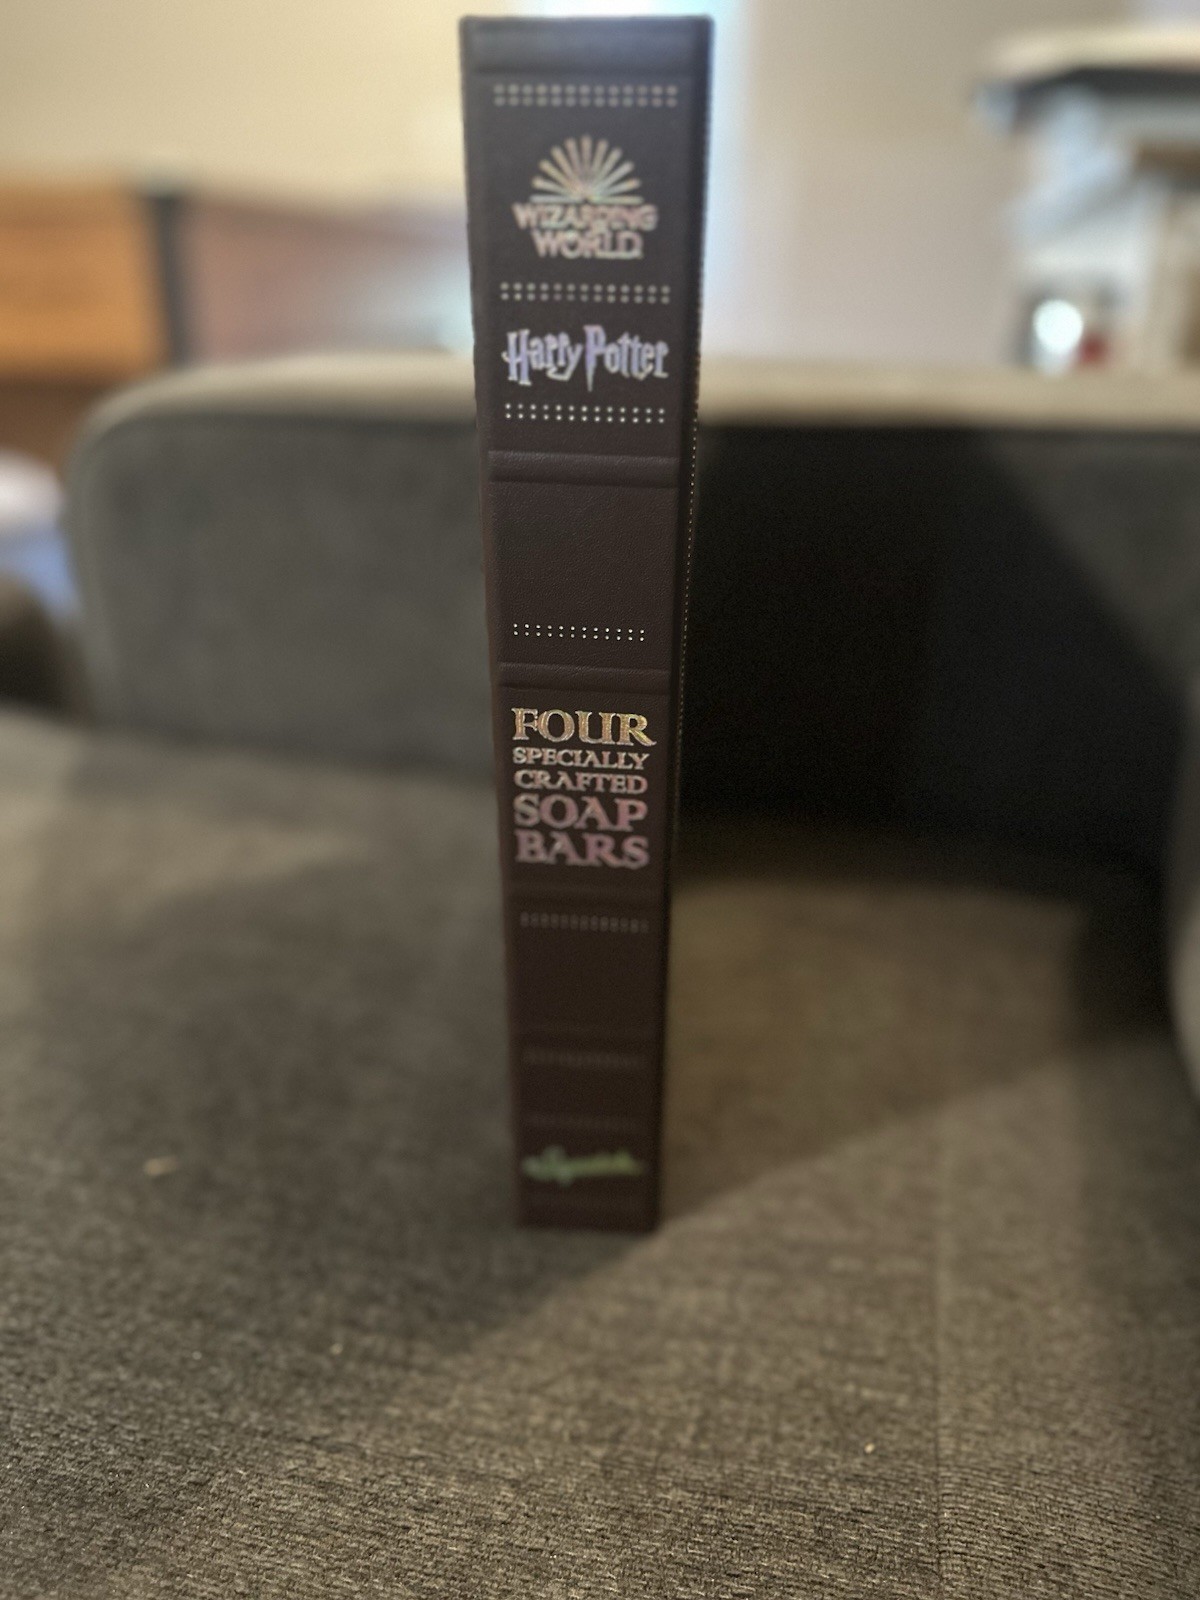 WIZARDING
WORLD
Harry Potter
FOUR
SPECIALLY
CRAFTED
SOAP
BARS